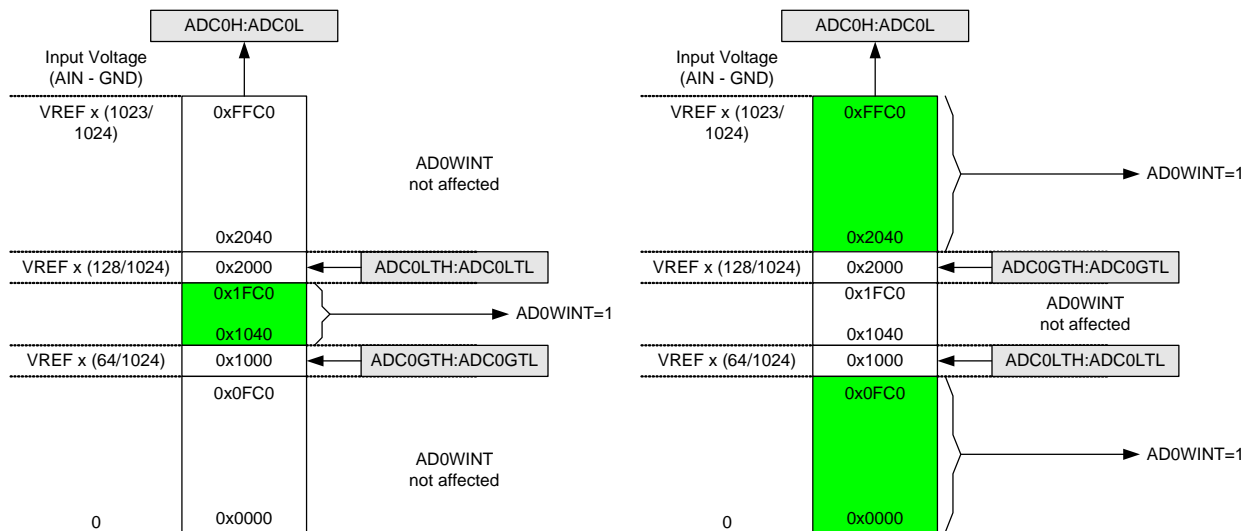 ADC0H:ADC0L
Input Voltage
(AIN - GND)
VREF x (1023/
1024)
0xFFC0
AD0WINT
not affected
0x2040
VREF x (128/1024)
0x2000
ADC0LTH:ADC0LTL
0x1FC0
AD0WINT=1
0x1040
VREF x (64/1024)
0x1000
ADC0GTH:ADC0GTL
0x0FC0
AD0WINT
not affected
0
0x0000
ADC0H:ADC0L
Input Voltage
(AIN - GND)
VREF x (1023/
1024)
0xFFC0
AD0WINT=1
0x2040
VREF x (128/1024)
0x2000
ADC0GTH:ADC0GTL
0x1FC0
AD0WINT
not affected
0x1040
VREF x (64/1024)
0x1000
ADC0LTH:ADC0LTL
0x0FC0
AD0WINT=1
0
0x0000